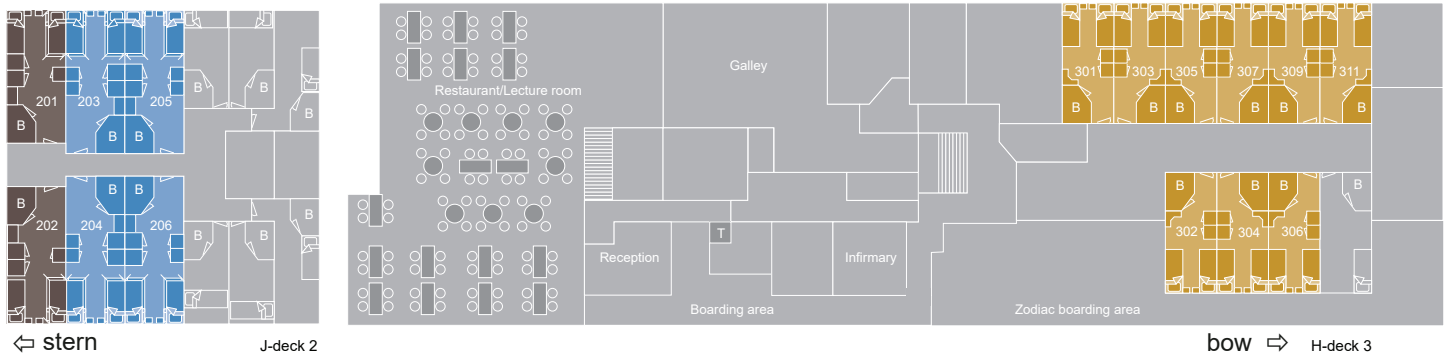 201
203
205
B
B
B
B
B
B
202
204
206
B
B
B
B
B
stern
J-deck 2
Galley
Restaurant/Lecture room
T
Reception
Infirmary
Boarding area
Zodiac boarding area
301
303
305
307
309
311
B
B
B
B
B
B
B
B
B
B
302
304
306
bow
H-deck 3